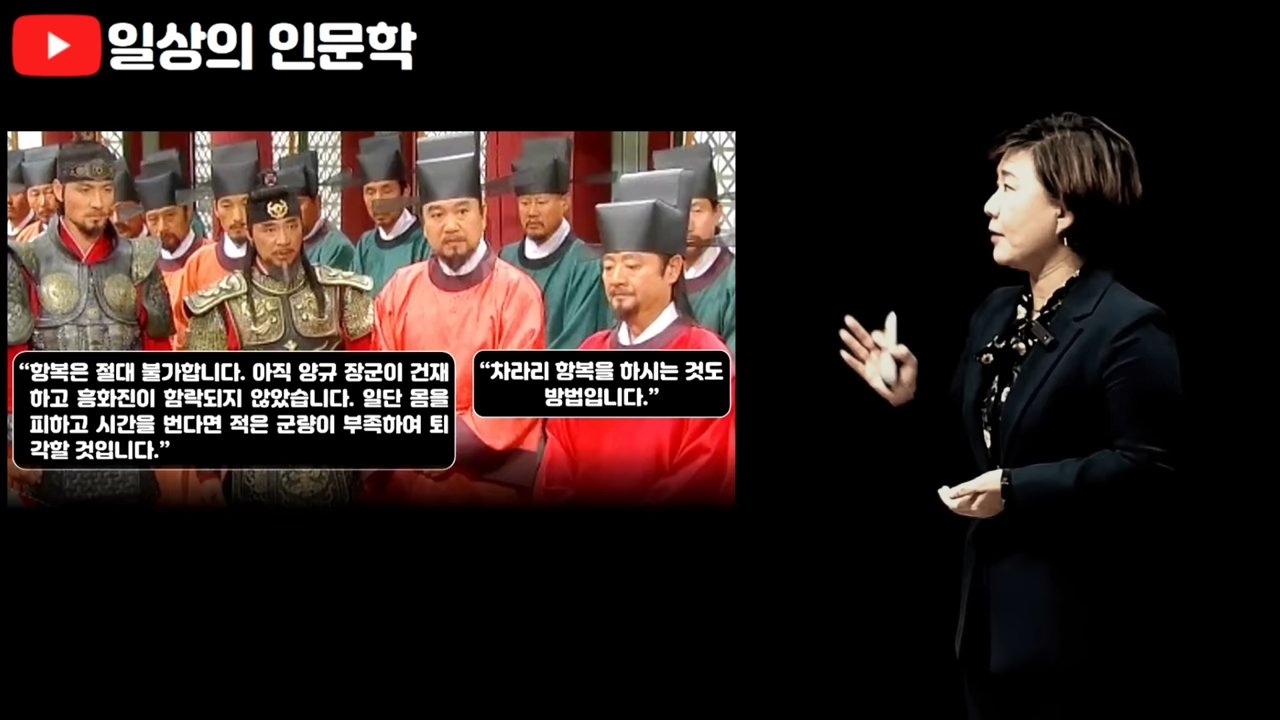 일상의 인문학
“항복은 절대 불가합니다. 아직 양규 장군이 건재
하고 흥화진이 함락되지 않았습니다. 일단 몸을
피하고 시간을 번다면 적은 군량이 부족하여 퇴
각할 것입니다.”
“차라리 항복을 하시는 것도
방법입니다.”